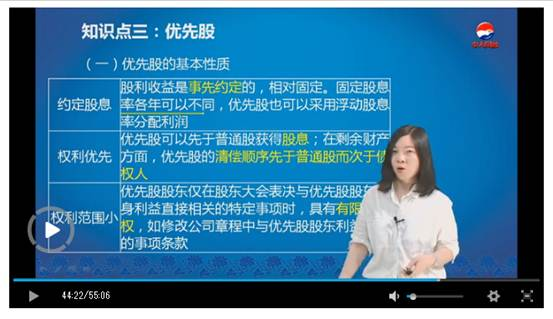 知识点三：优先股
（一）优先股的基本性质
约定股息
股利收益是事先约定的，相对固定。固定股息
率各年可以不同，优先股也可以采用浮动股息
率分配利润
权利优先
优先股可以先于普通股获得股息；在剩余财产
方面，优先股的清偿顺序先于普通股而次于债
权人
权利范围小
优先股股东仅在股东大会表决与优先股股
身利益直接相关的特定事项时，具有有限
权，如修改公司章程中与优先股股东利益
的事项条款
44:22/55:06